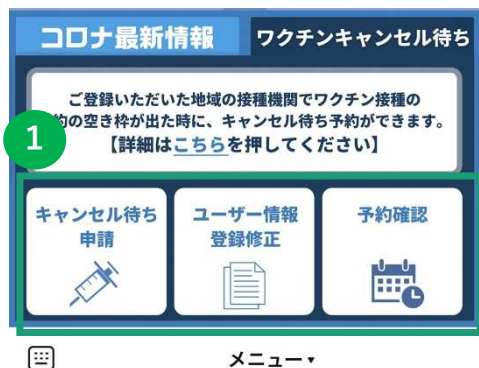 コロナ最新情報 ワクチンキャンセル待ち
ご登録いただいた地域の接種機関でワクチン接種の
約の空き枠が出た時に、キャンセル待ち予約ができます。
【詳細はこちらを押してください】
1
キャンセル待ち
申請
ユーザー情報
登録修正
予約確認
メニュー▾